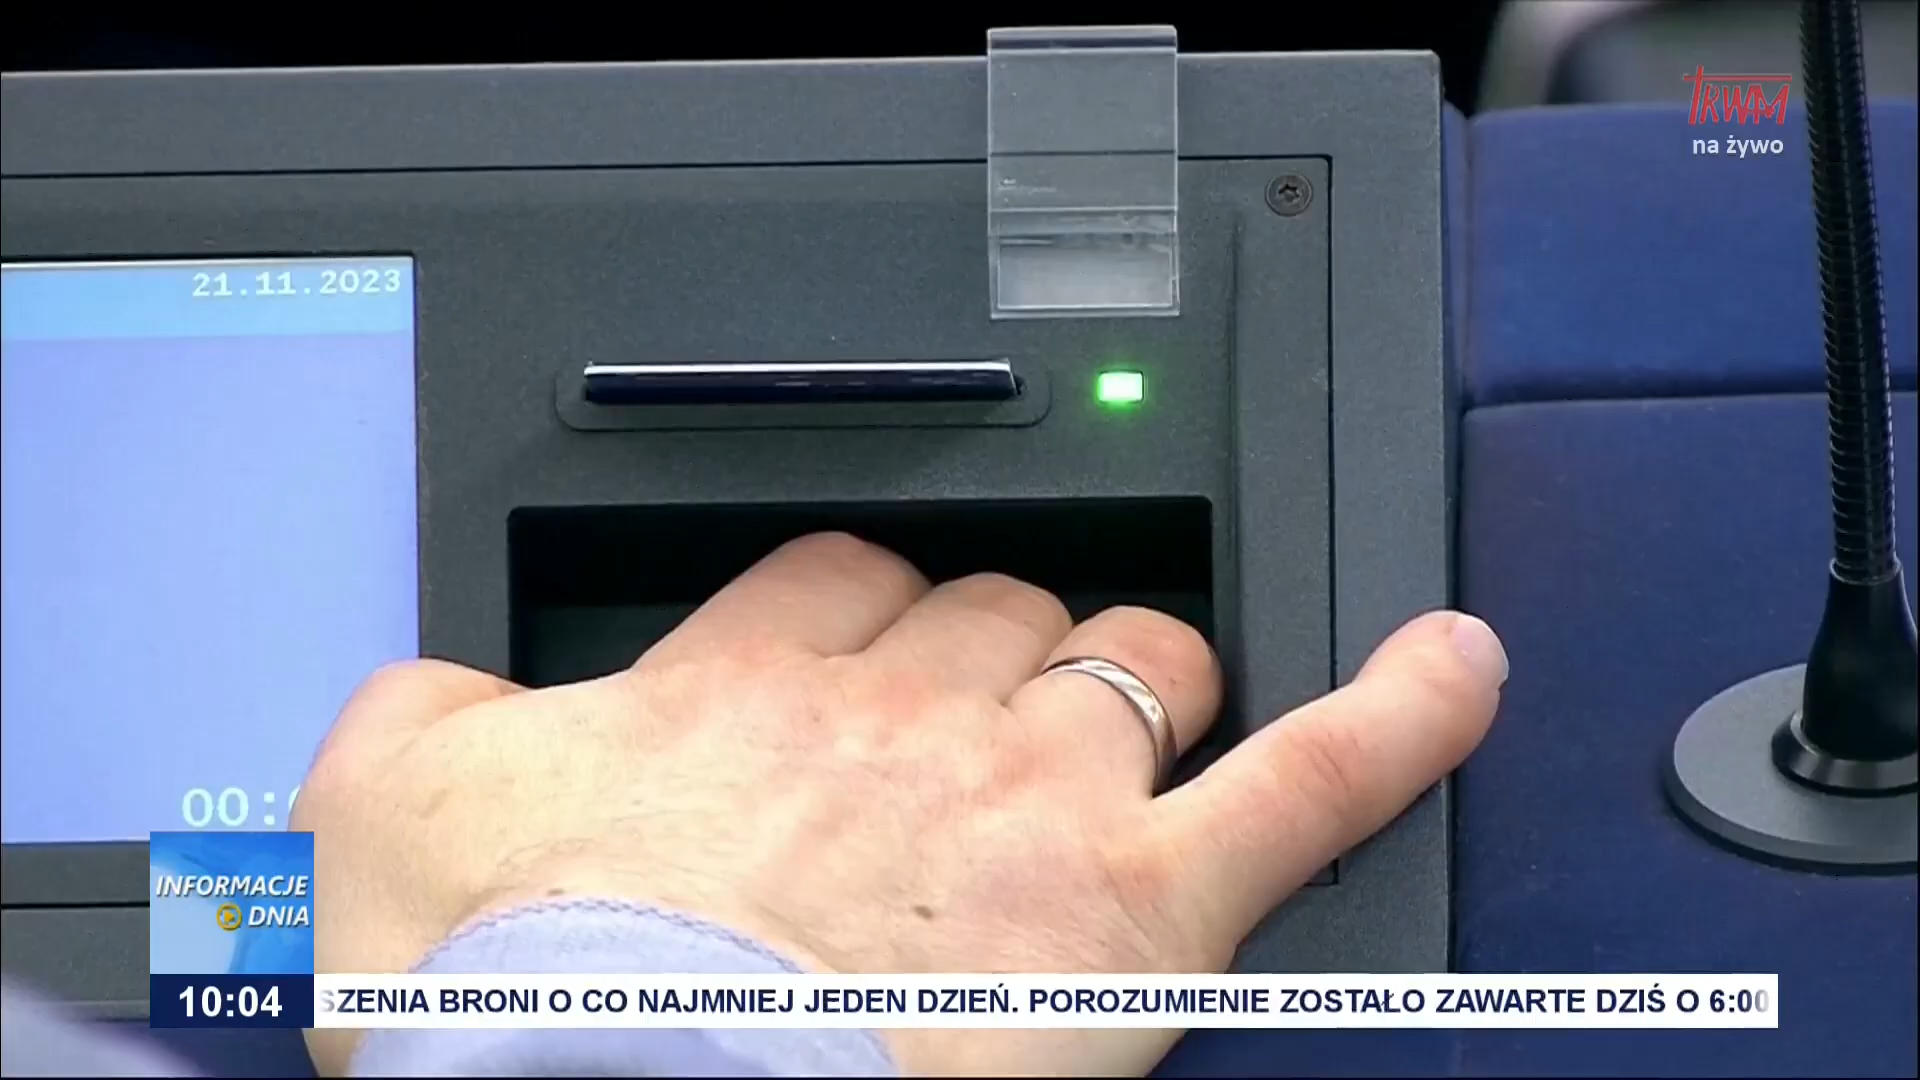 TRWAM
na żywo
21.11.2023
00:
INFORMACJE
DNIA
10:04
SZENIA BRONI O CO NAJMNIEJ JEDEN DZIEŃ. POROZUMIENIE ZOSTAŁO ZAWARTE DZIŚ O 6:00